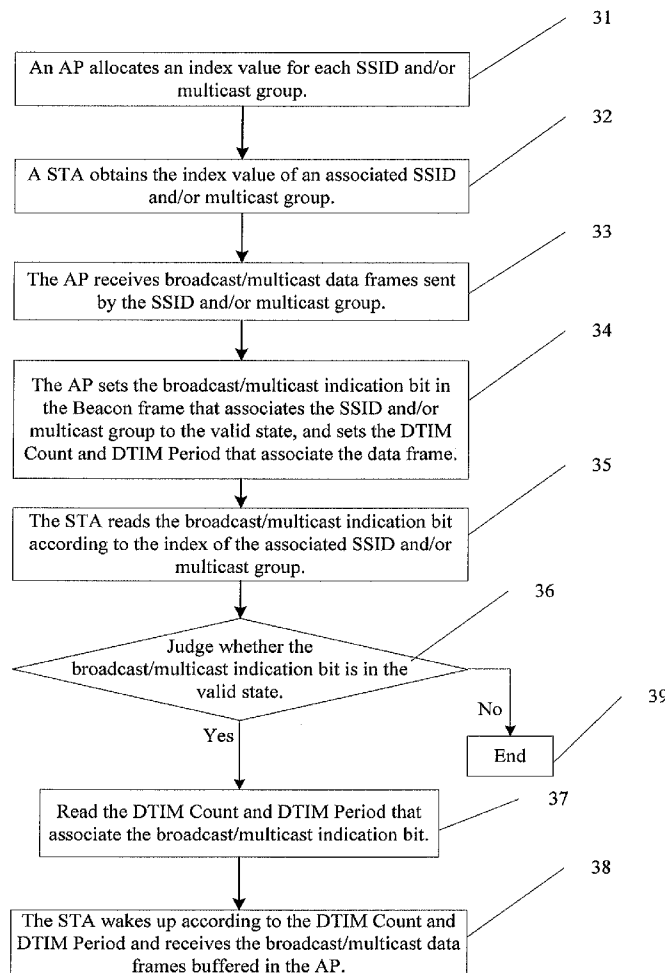 31
An AP allocates an index value for each SSID and/or
multicast group.
32
A STA obtains the index value of an associated SSID
and/or multicast group.
33
The AP receives broadcast/multicast data frames sent
by the SSID and/or multicast group.
34
The AP sets the broadcast/multicast indication bit in
the Beacon frame that associates the SSID and/or
multicast group to the valid state, and sets the DTIM
Count and DTIM Period that associate the data frame.
35
The STA reads the broadcast/multicast indication bit
according to the index of the associated SSID and/or
multicast group.
36
Judge whether the
broadcast/multicast indication bit is in the
valid state.
No
39
Yes
End
37
Read the DTIM Count and DTIM Period that
associate the broadcast/multicast indication bit.
38
The STA wakes up according to the DTIM Count and
DTIM Period and receives the broadcast/multicast data
frames buffered in the AP.